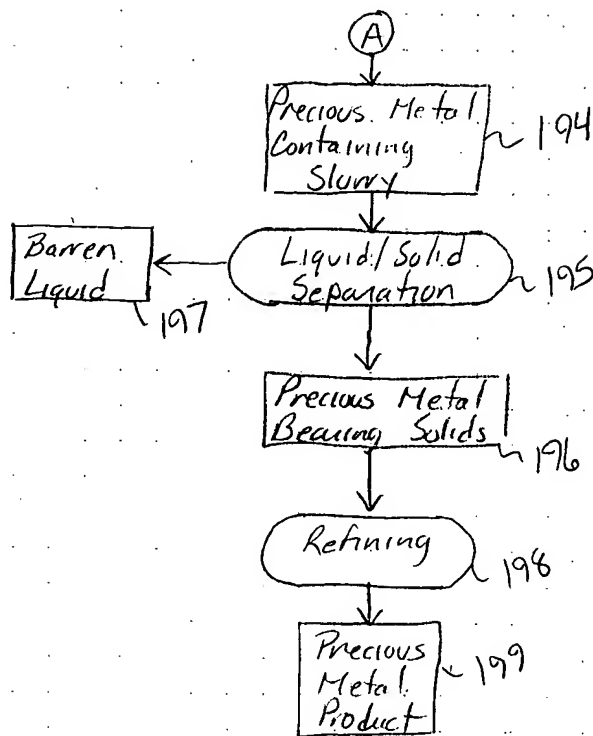 A
Precious Metal
Containing
Slurry
194
Barren
Liquid
197
Liquid/Solid
Separation
195
Precious Metal
Bearing Solids
196
Refining
198
Precious
Metal
Product
199